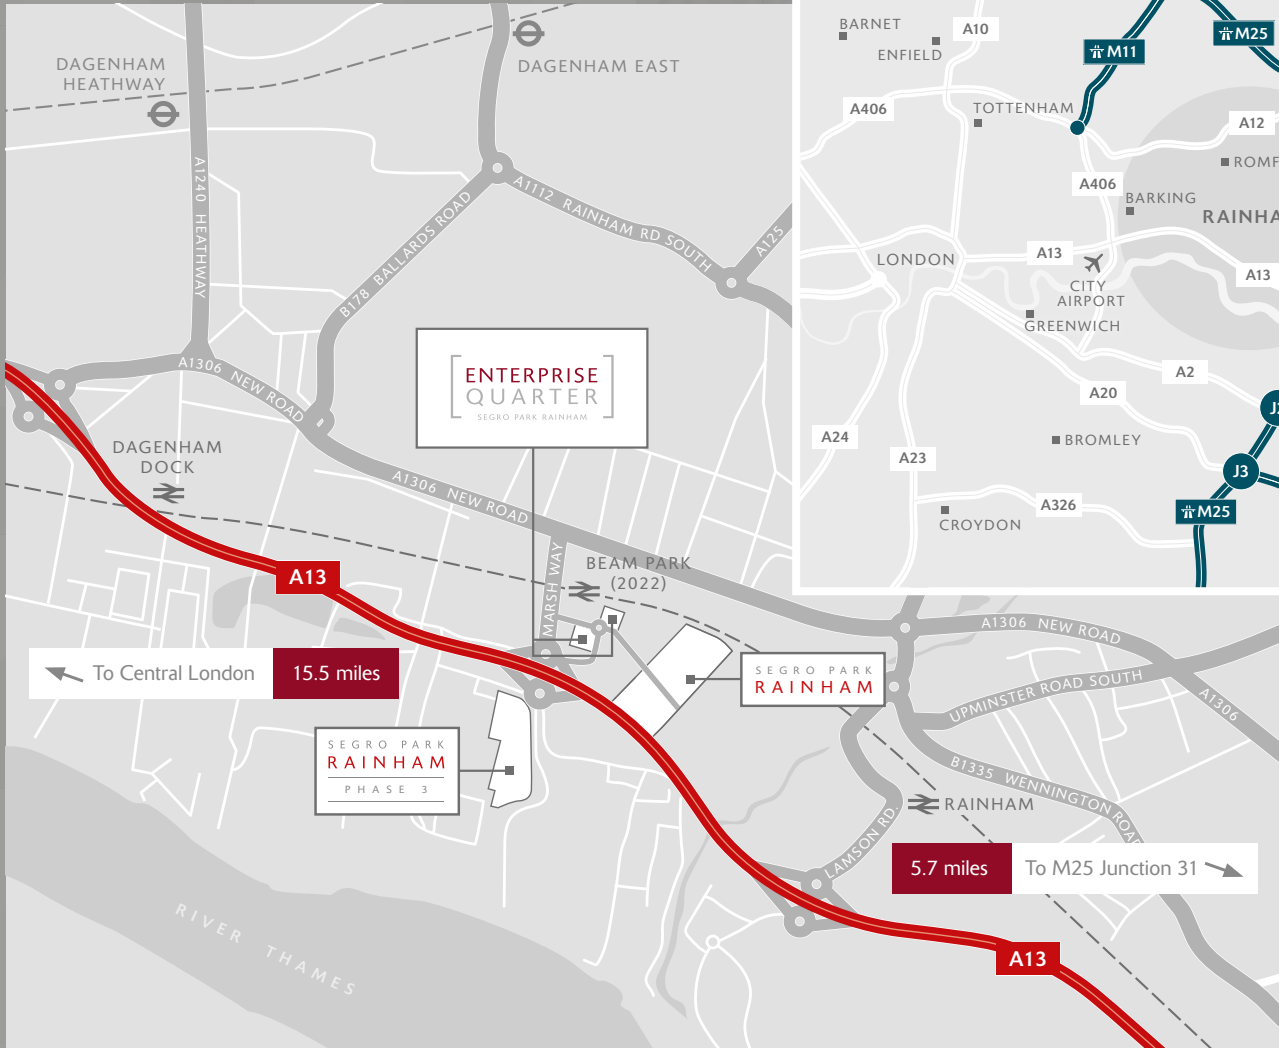 DAGENHAM
HEATHWAY
DAGENHAM EAST
A1240 HEATHWAY
A1112 RAINHAM RD SOUTH
A125
B178 BALLARDS ROAD
A1306 NEW ROAD
ENTERPRISE
QUARTER
SEGRO PARK RAINHAM
DAGENHAM
DOCK
A1306 NEW ROAD
A13
MARSH WAY
BEAM PARK
(2022)
To Central London
15.5 miles
SEGRO PARK
RAINHAM
SEGRO PARK
RAINHAM
PHASE 3
A1306 NEW ROAD
UPMINSTER ROAD SOUTH
A1306
B1335 WENNINGTON ROAD
RAINHAM
LAMSON RD.
5.7 miles
To M25 Junction 31
A13
RIVER THAMES
BARNET
ENFIELD
A10
M11
M25
A406
TOTTENHAM
A12
ROMF
A406
BARKING
RAINHA
LONDON
A13
CITY
AIRPORT
A13
GREENWICH
A2
A20
A24
A23
BROMLEY
J3
A326
M25
CROYDON